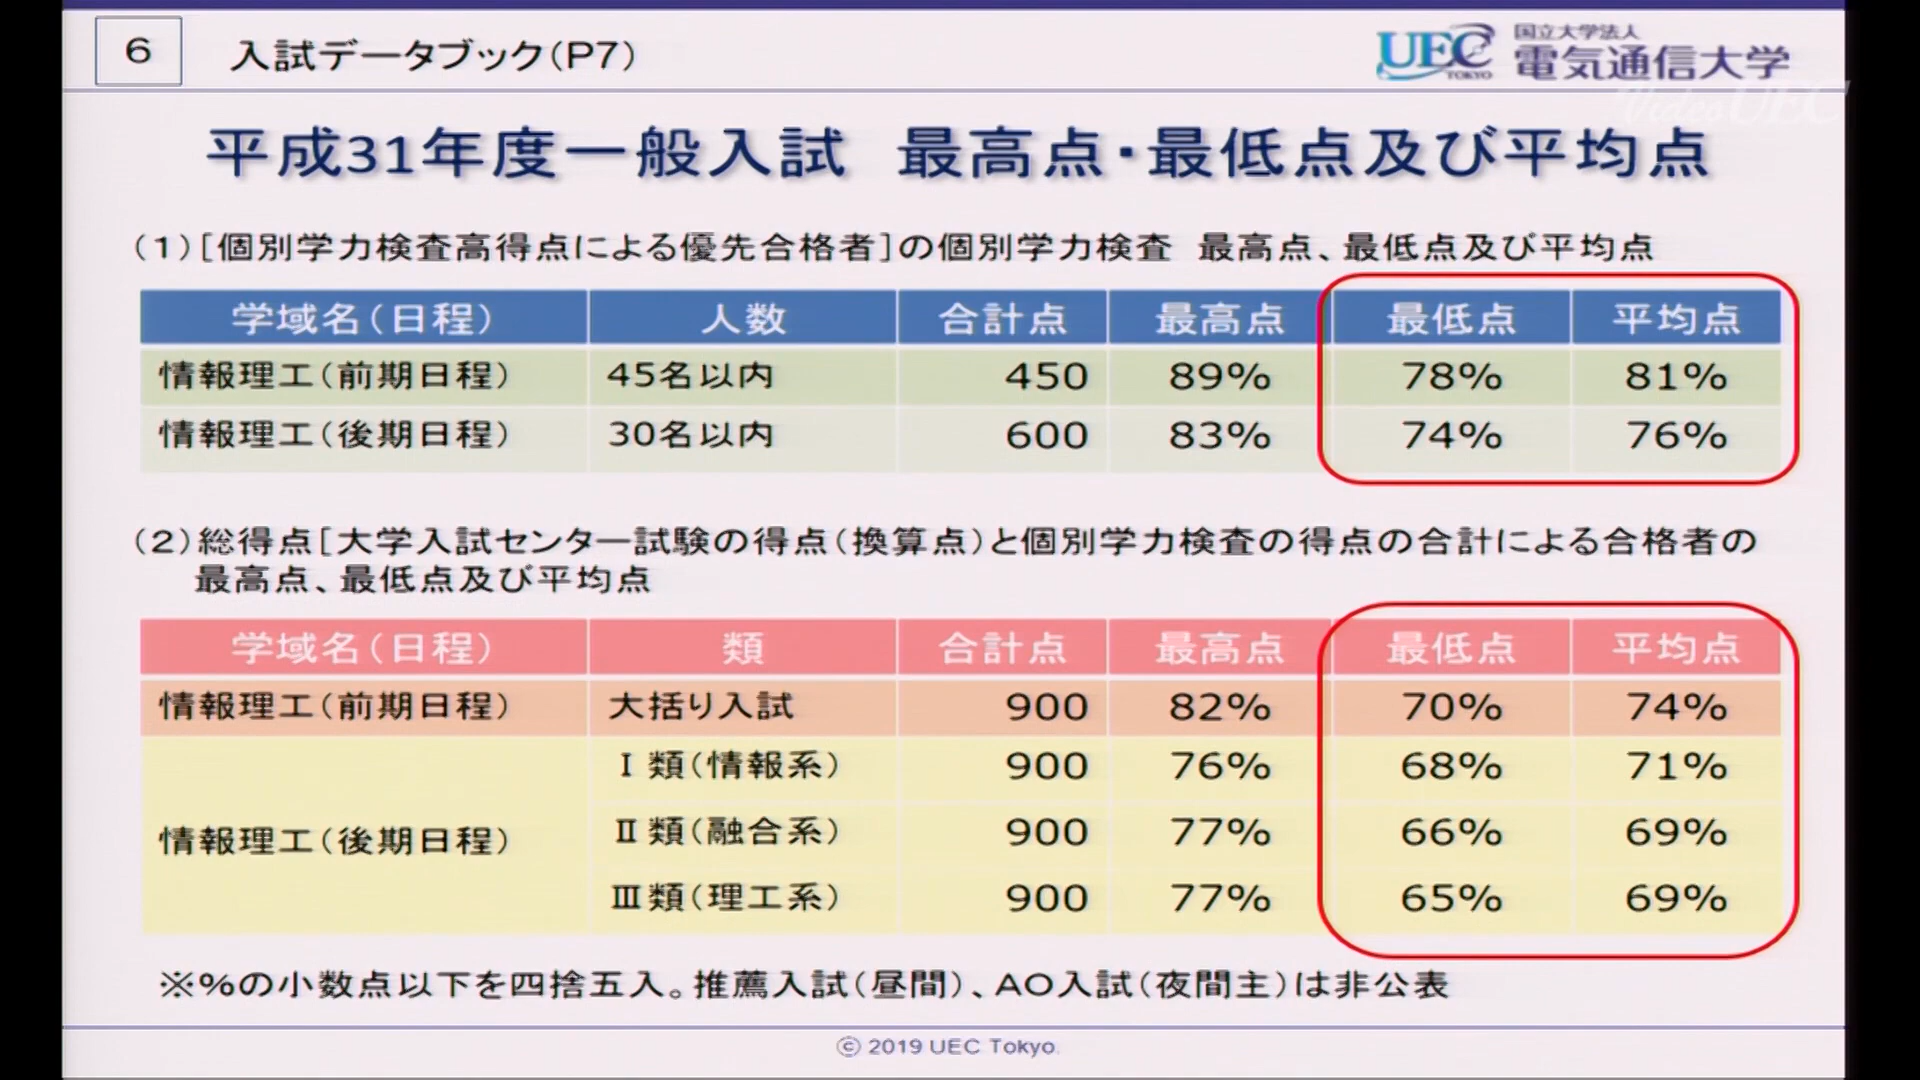 6 入試データブック(P7)
UEC TOKYO 国立大学法人
電気通信大学
VideoUEC
平成31年度一般入試 最高点・最低点及び平均点
(1)[個別学力検査高得点による優先合格者]の個別学力検査 最高点、最低点及び平均点
学域名(日程) 人数 合計点 最高点 最低点 平均点
情報理工(前期日程) 45名以内 450 89% 78% 81%
情報理工(後期日程) 30名以内 600 83% 74% 76%
(2)総得点[大学入試センター試験の得点(換算点)と個別学力検査の得点の合計による合格者の
最高点、最低点及び平均点
学域名(日程) 類 合計点 最高点 最低点 平均点
情報理工(前期日程) 大括り入試 900 82% 70% 74%
情報理工(後期日程) Ⅰ類(情報系) 900 76% 68% 71%
Ⅱ類(融合系) 900 77% 66% 69%
Ⅲ類(理工系) 900 77% 65% 69%
※%の小数点以下を四捨五入。推薦入試(昼間)、AO入試(夜間主)は非公表
© 2019 UEC Tokyo.